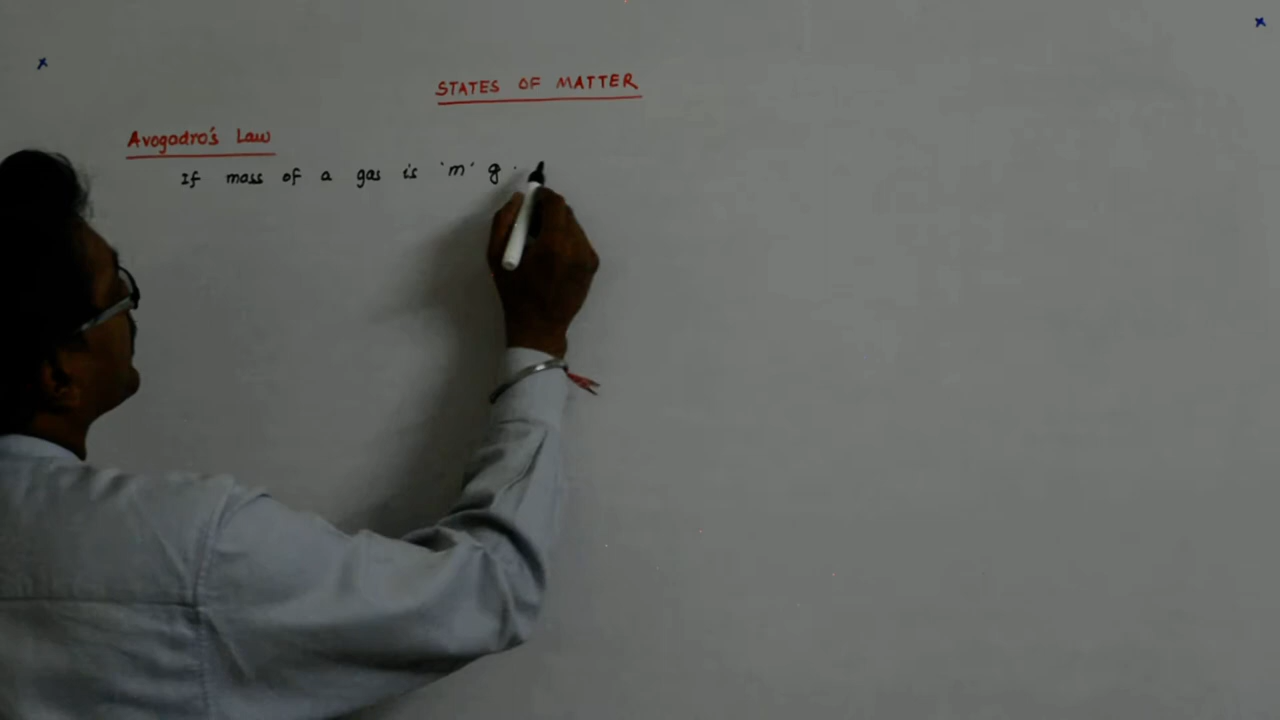 STATES OF MATTER
Avogadro's Law
If mass of a gas is 'm' g.